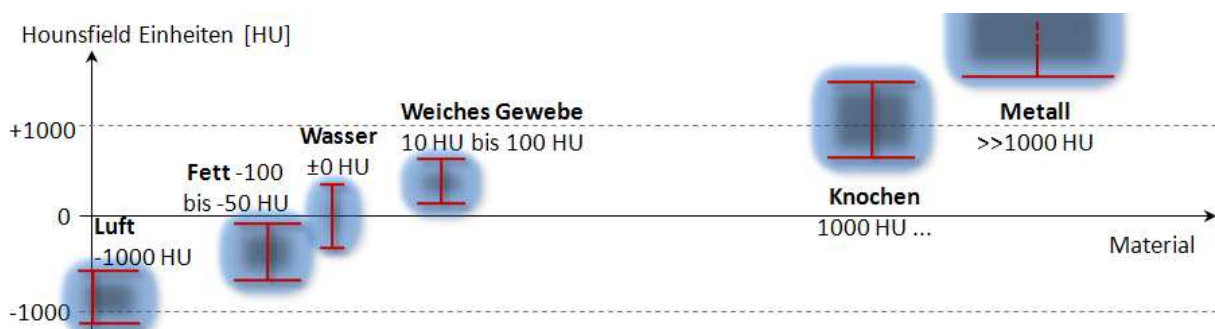 Hounsfield Einheiten [HU]
+1000
0
-1000
Luft
-1000 HU
Fett -100
bis -50 HU
Wasser
±0 HU
Weiches Gewebe
10 HU bis 100 HU
Knochen
1000 HU ...
Metall
>>1000 HU
Material